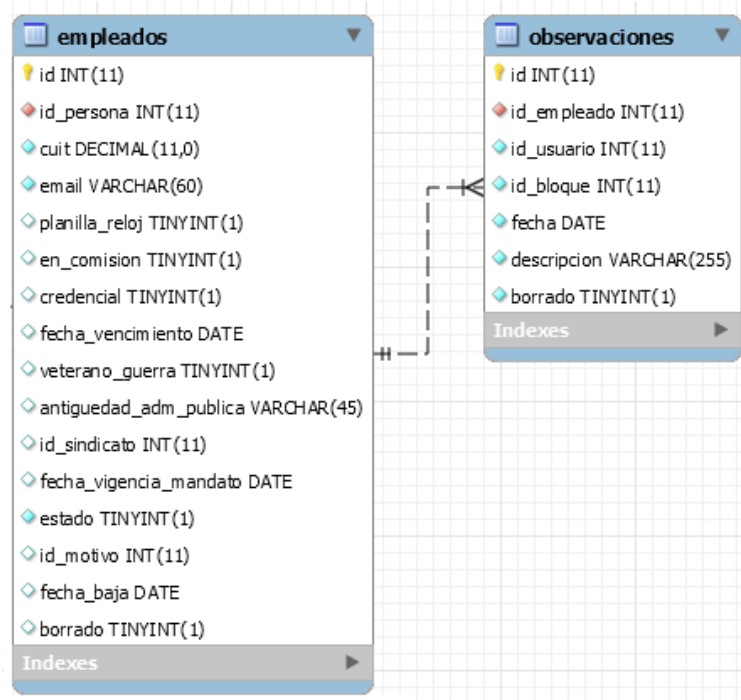 empleados
id INT(11)
id_persona INT(11)
cuit DECIMAL(11,0)
email VARCHAR(60)
planilla_reloj TINYINT(1)
en_comision TINYINT(1)
credencial TINYINT(1)
fecha_vencimiento DATE
veterano_guerra TINYINT(1)
antiguedad_adm_publica VARCHAR(45)
id_sindicato INT(11)
fecha_vigencia_mandato DATE
estado TINYINT(1)
id_motivo INT(11)
fecha_baja DATE
borrado TINYINT(1)
Indexes
observaciones
id INT(11)
id_empleado INT(11)
id_usuario INT(11)
id_bloque INT(11)
fecha DATE
descripcion VARCHAR(255)
borrado TINYINT(1)
Indexes